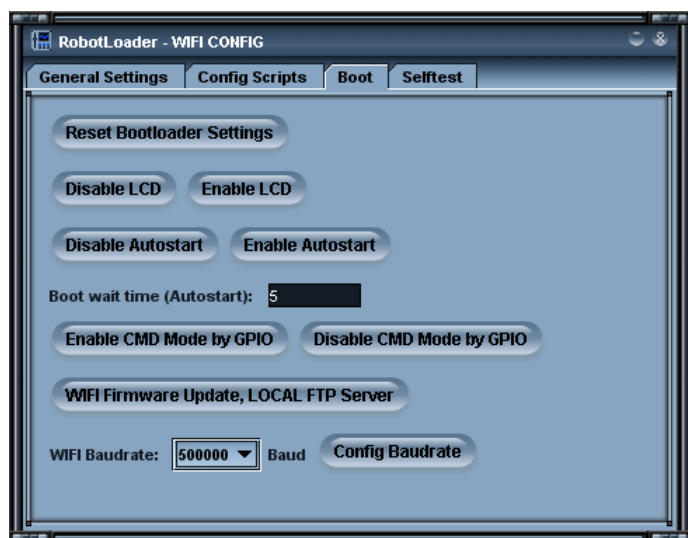 RobotLoader - WIFI CONFIG
General Settings Config Scripts Boot Selftest
Reset Bootloader Settings
Disable LCD Enable LCD
Disable Autostart Enable Autostart
Boot wait time (Autostart): 5
Enable CMD Mode by GPIO Disable CMD Mode by GPIO
WIFI Firmware Update, LOCAL FTP Server
WIFI Baudrate: 500000 Baud Config Baudrate